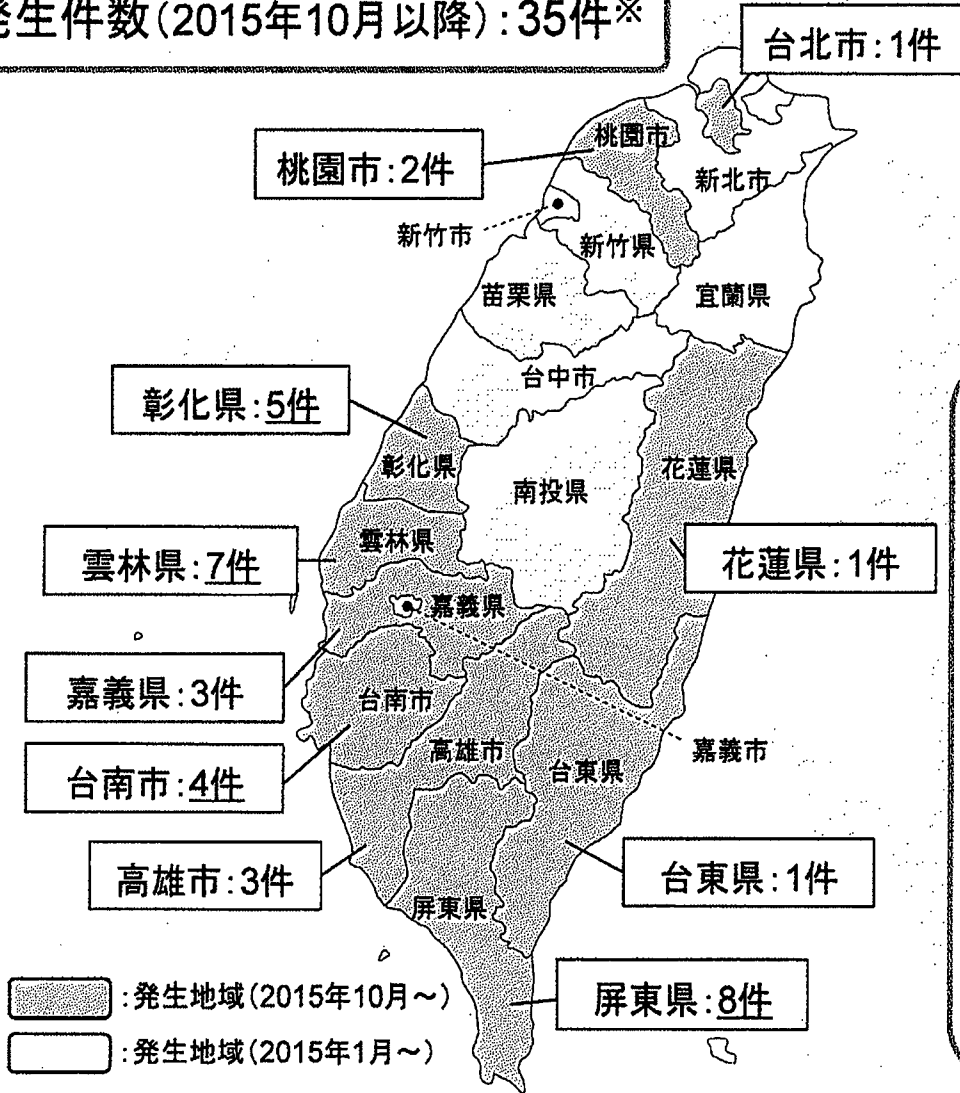 発生件数(2015年10月以降):35件※
台北市:1件
桃園市
桃園市:2件
新北市
新竹市
新竹県
苗栗県
宜蘭県
台中市
彰化県:5件
彰化県
花蓮県
南投県
雲林県
雲林県:7件
花蓮県:1件
嘉義県
嘉義県:3件
台南市
高雄市
嘉義市
台南市:4件
台東県
高雄市:3件
台東県:1件
屏東県
:発生地域(2015年10月~)
屏東県:8件
:発生地域(2015年1月~)